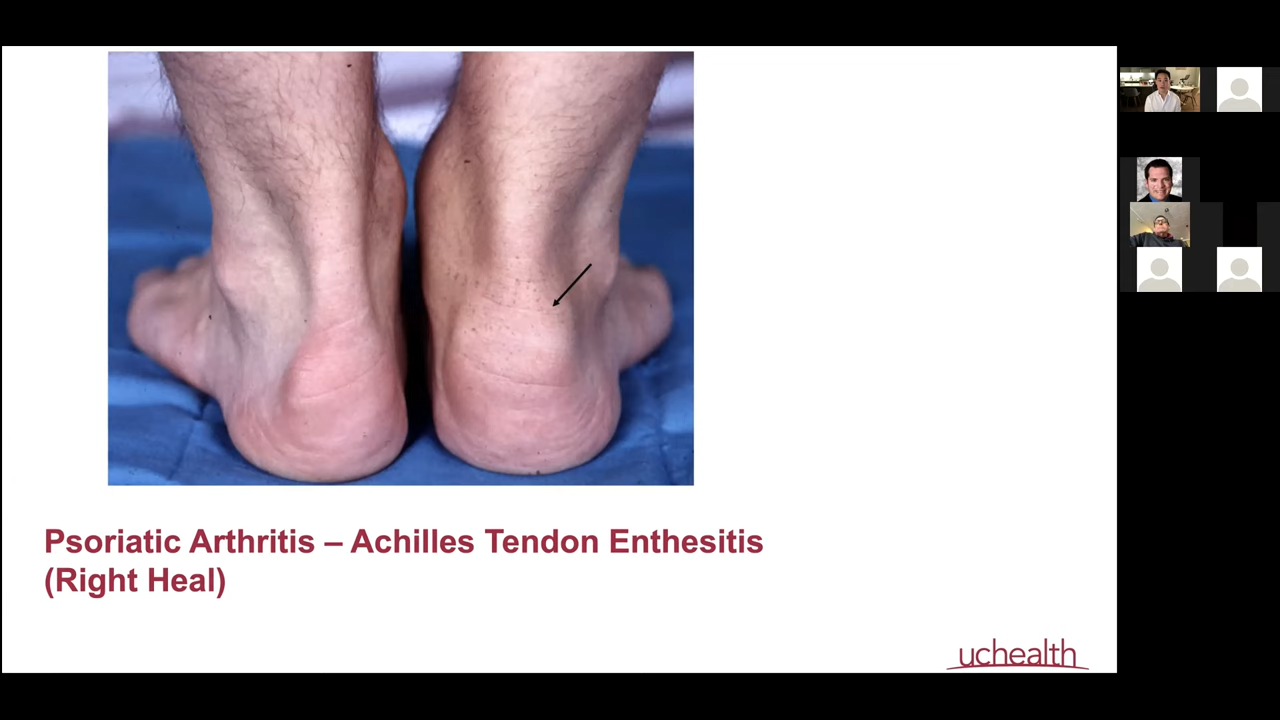 Psoriatic Arthritis – Achilles Tendon Enthesitis
(Right Heal)
uchealth